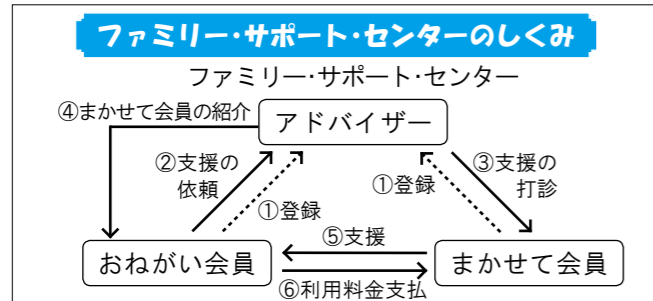 ファミリー・サポート・センターのしくみ
ファミリー・サポート・センター
④まかせて会員の紹介
アドバイザー
②支援の
依頼
①登録
①登録
③支援の
打診
おねがい会員
⑤支援
まかせて会員
⑥利用料金支払